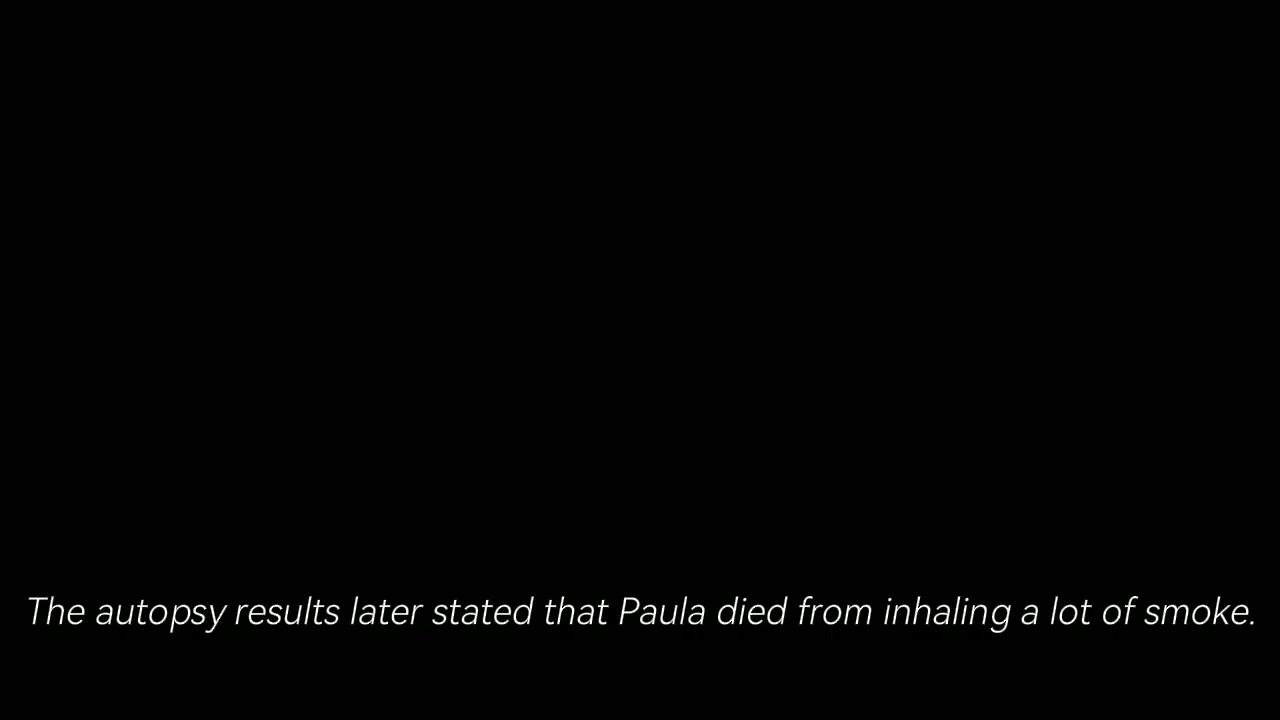 The autopsy results later stated that Paula died from inhaling a lot of smoke.